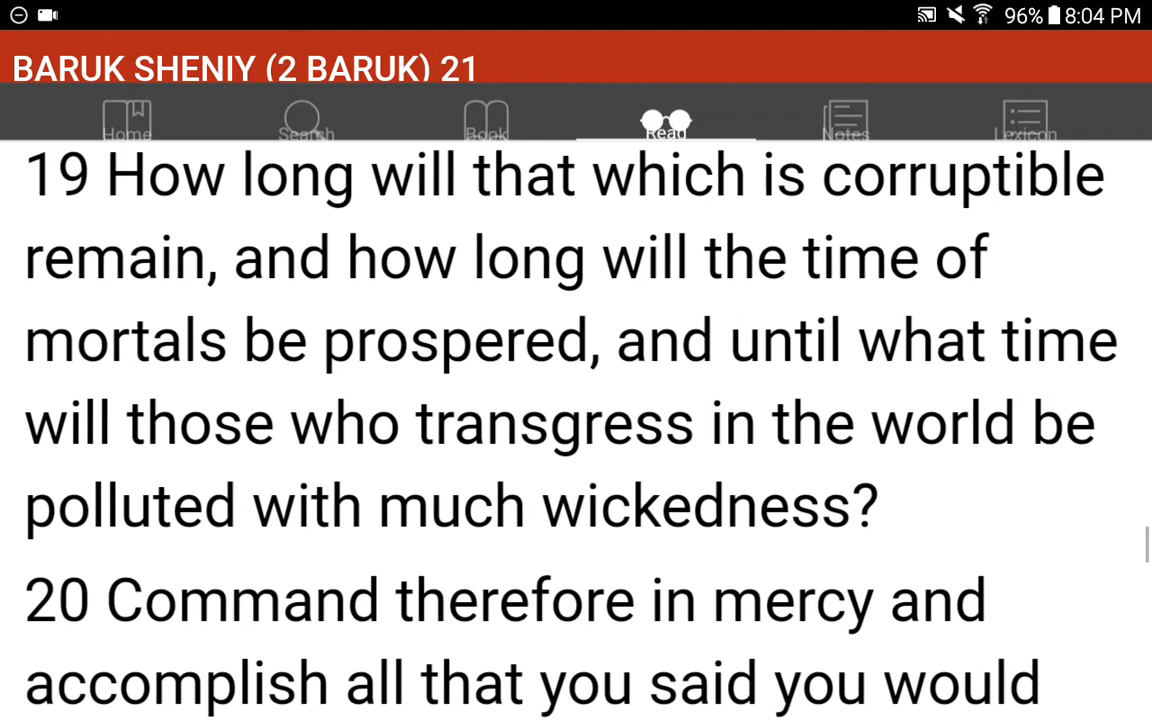 96% 8:04 PM
BARUK SHENIY (2 BARUK) 21
Home Search Book Read Notes Lexicon
19 How long will that which is corruptible
remain, and how long will the time of
mortals be prospered, and until what time
will those who transgress in the world be
polluted with much wickedness?
20 Command therefore in mercy and
accomplish all that you said you would